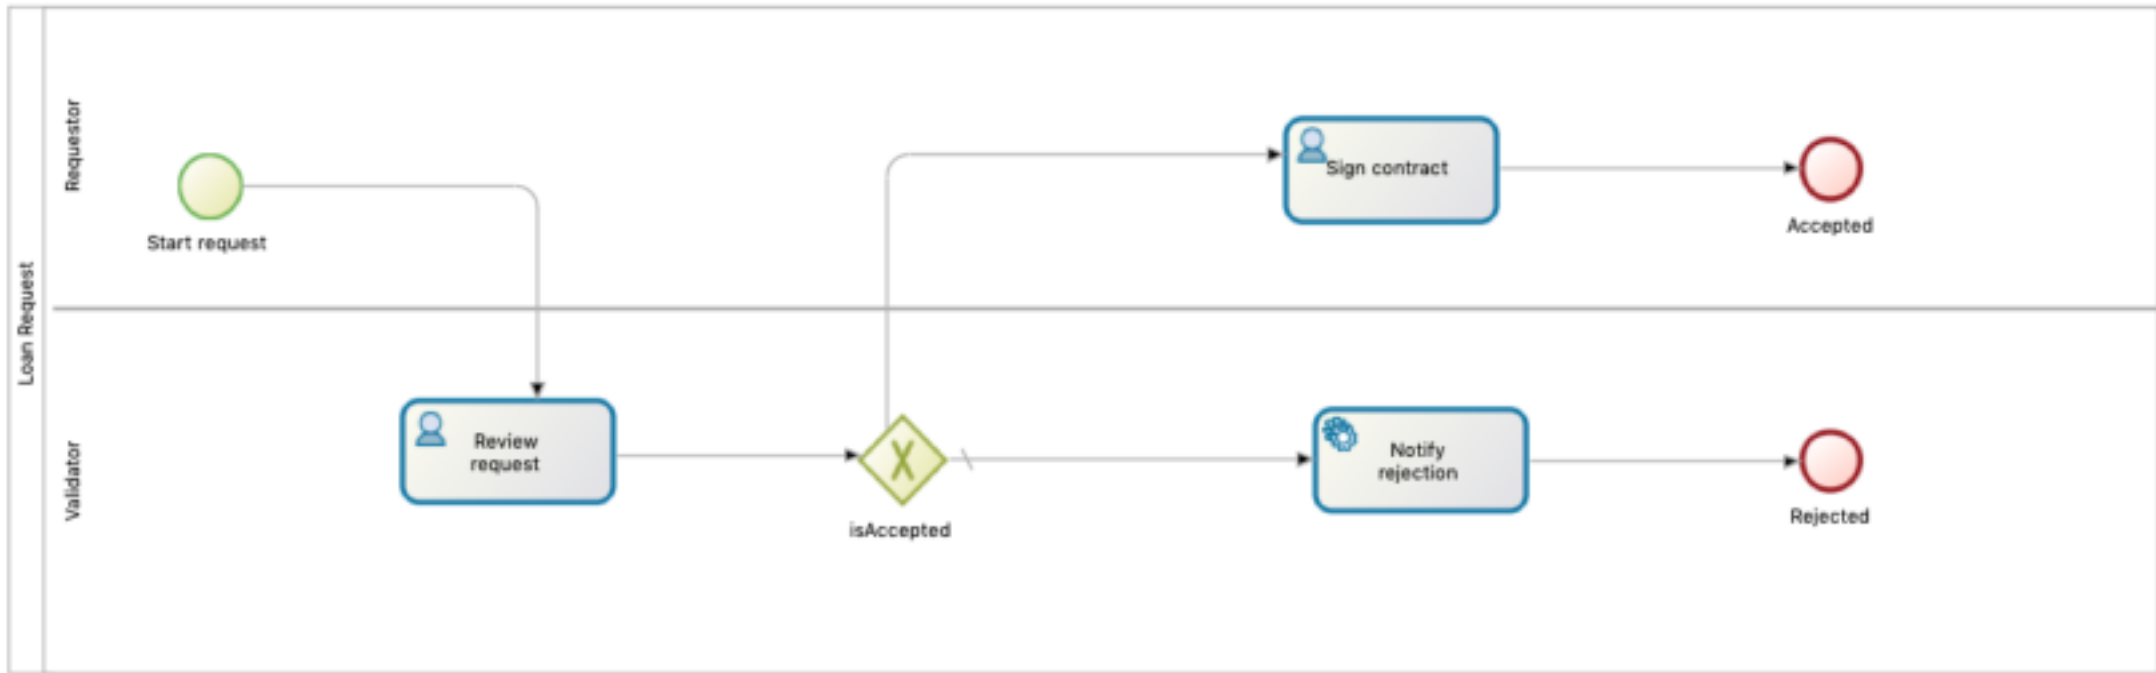 Loan Request
Requestor
Start request
Sign contract
Accepted
Validator
Review
request
isAccepted
Notify
rejection
Rejected